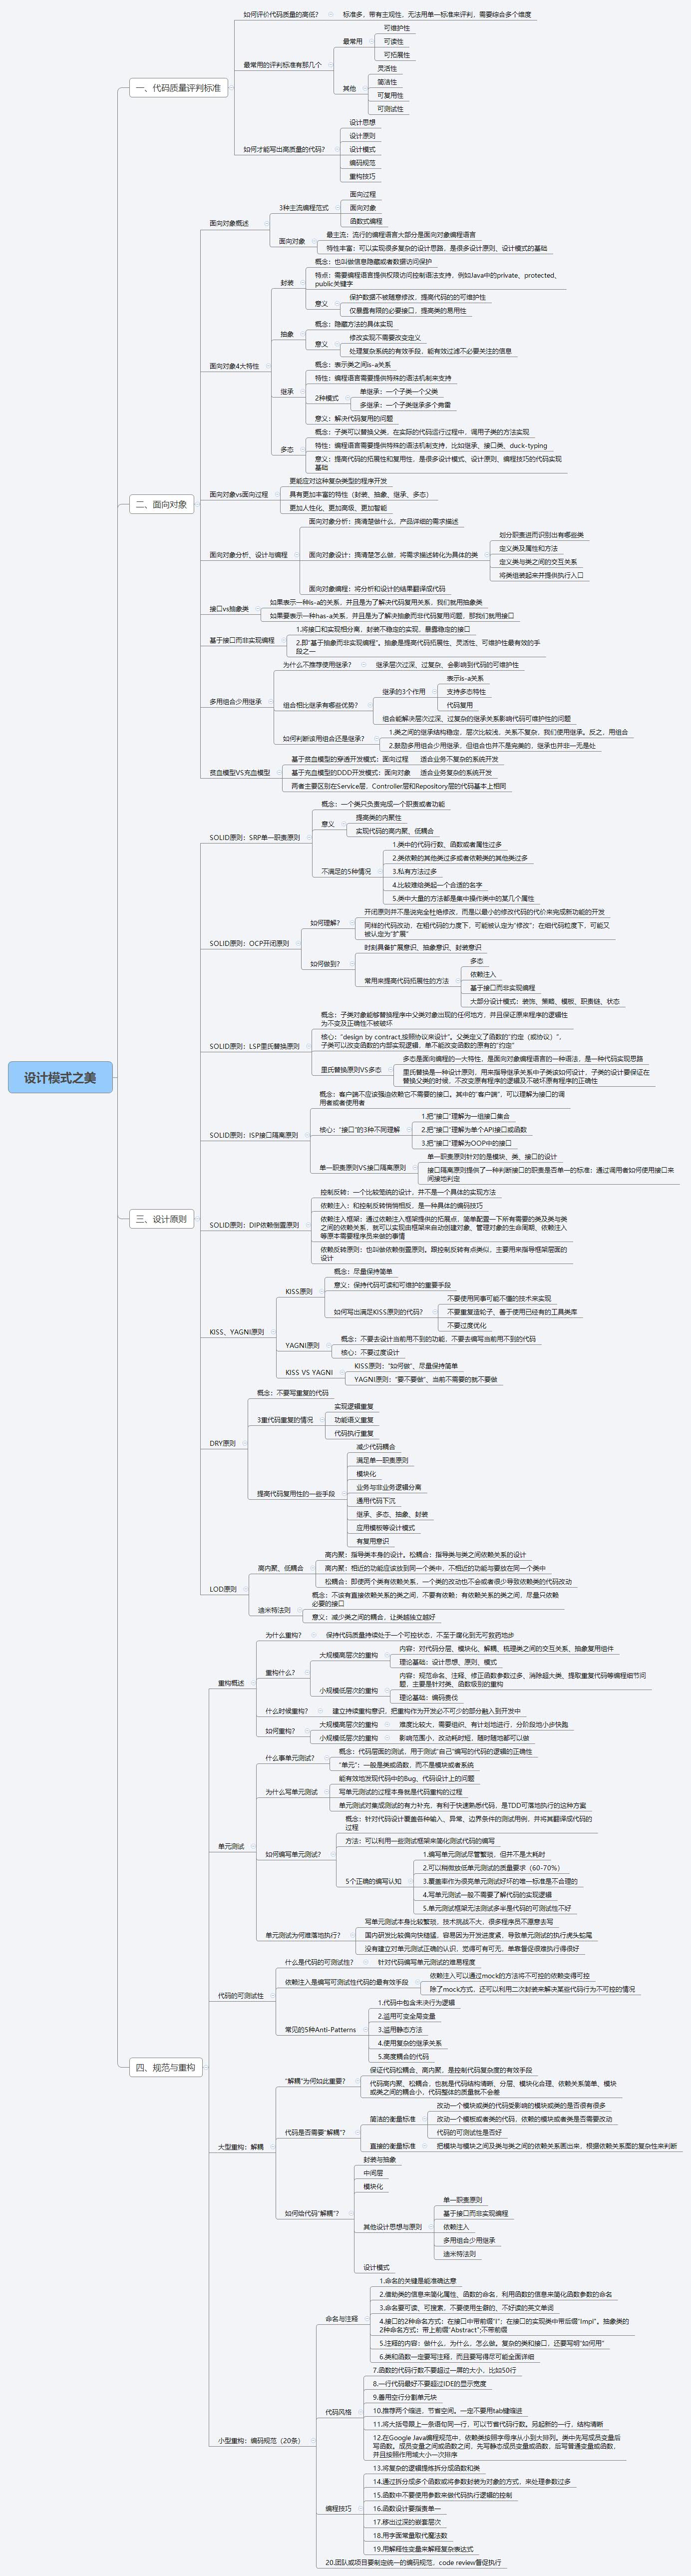 设计模式之美
一、代码质量评判标准
如何评价代码质量的高低？
标准多，带有主观性，无法用单一标准来评判，需要综合多个维度
最常用的评判标准有那几个
最常用
可维护性
可读性
可拓展性
其他
灵活性
简洁性
可复用性
可测试性
如何才能写出高质量的代码？
设计思想
设计原则
设计模式
编码规范
重构技巧
二、面向对象
面向对象概述
3种主流编程范式
面向过程
面向对象
函数式编程
面向对象
最主流：流行的编程语言大部分是面向对象编程语言
特性丰富：可以实现很多复杂的设计思路，是很多设计原则、设计模式的基础
面向对象4大特性
封装
概念：也叫做信息隐藏或者数据访问保护
特点：需要编程语言提供权限访问控制语法支持，例如Java中的private、protected、
public关键字
意义
保护数据不被随意修改，提高代码的的可维护性
仅暴露有限的必要接口，提高类的易用性
抽象
概念：隐藏方法的具体实现
意义
修改实现不需要改变定义
处理复杂系统的有效手段，能有效过滤不必要关注的信息
继承
概念：表示类之间is-a关系
特性：编程语言需要提供特殊的语法机制来支持
2种模式
单继承：一个子类一个父类
多继承：一个子类继承多个弗雷
意义：解决代码复用的问题
多态
概念：子类可以替换父类，在实际的代码运行过程中，调用子类的方法实现
特性：编程语言需要提供特殊的语法机制支持，比如继承、接口类、duck-typing
意义：提高代码的拓展性和复用性，是很多设计模式、设计原则、编程技巧的代码实现
基础
面向对象vs面向过程
更能应对这种复杂类型的程序开发
具有更加丰富的特性（封装、抽象、继承、多态）
更加人性化、更加高级、更加智能
面向对象分析、设计与编程
面向对象分析：搞清楚做什么，产品详细的需求描述
面向对象设计：搞清楚怎么做，将需求描述转化为具体的类
划分职责进而识别出有哪些类
定义类及属性和方法
定义类与类之间的交互关系
将类组装起来并提供执行入口
面向对象编程：将分析和设计的结果翻译成代码
接口vs抽象类
如果表示一种is-a的关系，并且是为了解决代码复用关系，我们就用抽象类
如果要表示一种has-a关系，并且是为了解决抽象而非代码复用问题，那我们就用接口
基于接口而非实现编程
1.将接口和实现相分离，封装不稳定的实现，暴露稳定的接口
2.即“基于抽象而非实现编程”。抽象是提高代码拓展性、灵活性、可维护性最有效的手
段之一
多用组合少用继承
为什么不推荐使用继承？
继承层次过深、过复杂、会影响到代码的可维护性
组合相比继承有哪些优势？
继承的3个作用
表示is-a关系
支持多态特性
代码复用
组合能解决层次过深、过复杂的继承关系影响代码可维护性的问题
如何判断该用组合还是继承？
1.类之间的继承结构稳定，层次比较浅，关系不复杂，我们使用继承。反之，用组合
2.鼓励多用组合少用继承，但组合也并不是完美的，继承也并非一无是处
贫血模型VS充血模型
基于贫血模型的穿透开发模式：面向过程
适合业务不复杂的系统开发
基于充血模型的DDD开发模式：面向对象
适合业务复杂的系统开发
两者主要区别在Service层，Controller层和Repository层的代码基本上相同
三、设计原则
SOLID原则：SRP单一职责原则
概念：一个类只负责完成一个职责或者功能
意义
提高类的内聚性
实现代码的高内聚、低耦合
不满足的5种情况
1.类中的代码行数、函数或者属性过多
2.类依赖的其他类过多或者依赖类的其他类过多
3.私有方法过多
4.比较难给类起一个合适的名字
5.类中大量的方法都是集中操作类中的某几个属性
SOLID原则：OCP开闭原则
如何理解？
开闭原则并不是说完全杜绝修改，而是以最小的修改代码的代价来完成新功能的开发
同样的代码改动，在粗代码的力度下，可能被认定为“修改”；在细代码粒度下，可能又
被认定为“扩展”
如何做到？
时刻具备扩展意识、抽象意识、封装意识
常用来提高代码拓展性的方法
多态
依赖注入
基于接口而非实现编程
大部分设计模式：装饰、策略、模板、职责链、状态
SOLID原则：LSP里氏替换原则
概念：子类对象能够替换程序中父类对象出现的任何地方，并且保证原来程序的逻辑性
为不变及正确性不被破坏
核心：“design by contract,按照协议来设计”。父类定义了函数的“约定（或协议）”，
子类可以改变函数的内部实现逻辑，单不能改变函数的原有的“约定”
里氏替换原则VS多态
多态是面向编程的一大特性，是面向对象编程语言的一种语法，是一种代码实现思路
里氏替换是一种设计原则，用来指导继承关系中子类该如何设计，子类的设计要保证在
替换父类的时候，不改变原有程序的逻辑及不破坏原有程序的正确性
SOLID原则：ISP接口隔离原则
概念：客户端不应该强迫依赖它不需要的接口。其中的“客户端”，可以理解为接口的调
用者或者使用者
核心：“接口”的3种不同理解
1.把“接口”理解为一组接口集合
2.把“接口”理解为单个API接口或函数
3.把“接口”理解为OOP中的接口
单一职责原则VS接口隔离原则
单一职责原则针对的是模块、类、接口的设计
接口隔离原则提供了一种判断接口的职责是否单一的标准：通过调用者如何使用接口来
间接地判定
SOLID原则：DIP依赖倒置原则
控制反转：一个比较笼统的设计，并不是一个具体的实现方法
依赖注入：和控制反转悄悄相反，是一种具体的编码技巧
依赖注入框架：通过依赖注入框架提供的拓展点，简单配置一下所有需要的类及类与类
之间的依赖关系，就可以实现由框架来自动创建对象、管理对象的生命周期、依赖注入
等原本需要程序员来做的事情
依赖反转原则：也叫做依赖倒置原则。跟控制反转有点类似，主要用来指导框架层面的
设计
KISS、YAGNI原则
KISS原则
概念：尽量保持简单
意义：保持代码可读和可维护的重要手段
如何写出满足KISS原则的代码？
不要使用同事可能不懂的技术来实现
不要重复造轮子，善于使用已经有的工具类库
不要过度优化
YAGNI原则
概念：不要去设计当前用不到的功能，不要去编写当前用不到的代码
核心：不要过度设计
KISS VS YAGNI
KISS原则：“如何做”，尽量保持简单
YAGNI原则：“要不要做”，当前不需要的就不要做
DRY原则
概念：不要写重复的代码
3重代码重复的情况
实现逻辑重复
功能语义重复
代码执行重复
提高代码复用性的一些手段
减少代码耦合
满足单一职责原则
模块化
业务与非业务逻辑分离
通用代码下沉
继承、多态、抽象、封装
应用模板等设计模式
有复用意识
LOD原则
高内聚、低耦合
高内聚：指导类本身的设计。松耦合：指导类与类之间依赖关系的设计
高内聚：相近的功能应该放到同一个类中，不相近的功能与要放在同一个类中
松耦合：即使两个类有依赖关系，一个类的改动也不会或者很少导致依赖类的代码改动
迪米特法则
概念：不该有直接依赖关系的类之间，不要有依赖；有依赖关系的类之间，尽量只依赖
必要的接口
意义：减少类之间的耦合，让类越独立越好
四、规范与重构
重构概述
为什么重构？
保持代码质量持续处于一个可控状态，不至于腐化到无可救药地步
重构什么？
大规模高层次的重构
内容：对代码分层、模块化、解耦、梳理类之间的交互关系、抽象复用组件
理论基础：设计思想、原则、模式
小规模低层次的重构
内容：规范命名、注释、修正函数参数过多、消除超大类、提取重复代码等编程细节问
题，主要是针对类、函数级别的重构
理论基础：编码责伐
什么时候重构？
建立持续重构意识，把重构作为开发必不可少的部分融入到开发中
如何重构？
大规模高层次的重构
难度比较大，需要组织、有计划地进行，分阶段地小步快跑
小规模低层次的重构
影响范围小，改动耗时短，随时随地都可以做
单元测试
什么事单元测试？
概念：代码层面的测试，用于测试“自己”编写的代码的逻辑的正确性
“单元”：一般是类或函数，而不是模块或者系统
为什么写单元测试
能有效地发现代码中的Bug、代码设计上的问题
写单元测试的过程本身就是代码重构的过程
单元测试对集成测试的有力补充，有利于快速熟悉代码，是TDD可落地执行的这种方案
如何编写单元测试？
概念：针对代码设计覆盖各种输入、异常、边界条件的测试用例，并将其翻译成代码的
过程
方法：可以利用一些测试框架来简化测试代码的编写
5个正确的编写认知
1.编写单元测试尽管繁琐，但并不是太耗时
2.可以稍微放低单元测试的质量要求（60-70%）
3.覆盖率作为很亮单元测试好坏的唯一标准是不合理的
4.写单元测试一般不需要了解代码的实现逻辑
5.单元测试框架无法测试多半是代码的可测试性不好
单元测试为何难落地执行？
写单元测试本身比较繁琐，技术挑战不大，很多程序员不愿意去写
国内研发比较偏向快糙猛，容易因为开发进度紧，导致单元测试的执行虎头蛇尾
没有建立对单元测试正确的认识，觉得可有可无，单靠督促很难执行得很好
代码的可测试性
什么是代码的可测试性？
针对代码编写单元测试的难易程度
依赖注入是编写可测试性代码的最有效手段
依赖注入可以通过mock的方法将不可控的依赖变得可控
除了mock方式，还可以利用二次封装来解决某些代码行为不可控的情况
常见的5种Anti-Patterns
1.代码中包含未决行为逻辑
2.滥用可变全局变量
3.滥用静态方法
4.使用复杂的继承关系
5.高度耦合的代码
大型重构：解耦
“解耦”为何如此重要？
保证代码松耦合、高内聚，是控制代码复杂度的有效手段
代码高内聚、松耦合，也就是代码结构清晰、分层、模块化合理、依赖关系简单、模块
或类之间的耦合小，代码整体的质量就不会差
代码是否需要“解耦”？
简洁的衡量标准
改动一个模块或类的代码受影响的模块或类的是否很有很多
改动一个模板或者类的代码，依赖的模块或者类是否需要改动
代码的可测试性是否好
直接的衡量标准
把模块与模块之间及类与类之间的依赖关系画出来，根据依赖关系图的复杂性来判断
如何给代码“解耦”？
封装与抽象
中间层
模块化
其他设计思想与原则
单一职责原则
基于接口而非实现编程
依赖注入
多用组合少用继承
迪米特法则
设计模式
小型重构：编码规范（20条）
命名与注释
1.命名的关键是能准确达意
2.借助类的信息来简化属性、函数的命名，利用函数的信息来简化函数参数的命名
3.命名要可读、可搜索，不要使用生僻的、不好读的英文单词
4.接口的2种命名方式：在接口中带前缀“I”；在接口的实现类中带后缀“Impl”。抽象类的
2种命名方式：带上前缀“Abstract”;不带前缀
5.注释的内容：做什么，为什么，怎么做。复杂的类和接口，还要写明“如何用”
6.类和函数一定要写注释，而且要写得尽可能全面详细
代码风格
7.函数的代码行数不要超过一屏的大小，比如50行
8.一行代码最好不要超过IDE的显示宽度
9.善用空行分割单元块
10.推荐两个缩进，节省空间。一定不要用tab键缩进
11.将大括号跟上一条语句同一行，可以节省代码行数。另起新的一行，结构清晰
12.在Google Java编程规范中，依赖类按照字母序从小到大排列。类中先写成员变量后
写函数。成员变量之间或函数之间，先写静态成员变量或函数，后写普通变量或函数，
并且按照作用域大小一次排序
编程技巧
13.将复杂的逻辑提炼拆分成函数和类
14.通过拆分成多个函数或将参数封装为对象的方式，来处理参数过多
15.函数中不要使用参数来做代码执行逻辑的控制
16.函数设计要指责单一
17.移出过深的嵌套层次
18.用字面常量取代魔法数
19.用解释性变量来解释复杂表达式
20.团队或项目要制定统一的编码规范，code review督促执行